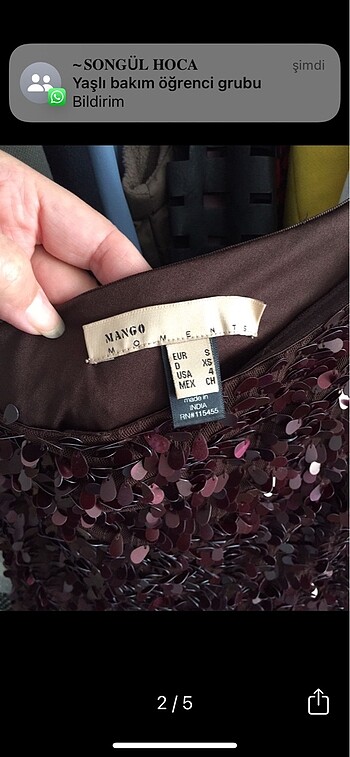 ~SONGÜL HOCA
şimdi
Yaşlı bakım öğrenci grubu
Bildirim
MANGO
M O M E N T S
EUR S
D XS
USA 4
MEX CH
made in
INDIA
RN#115455
2 / 5